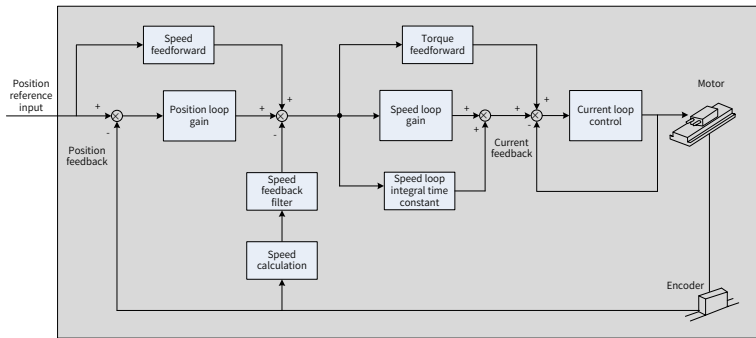 Speed
feedforward
Torque
feedforward
Position
reference
input
+
-
Position feedback
Position loop
gain
+
+
-
Speed loop
gain
+
+
Speed loop
integral time
constant
Current
feedback
+
+
-
+
Current loop
control
Motor
Speed
feedback
filter
Speed
calculation
Encoder